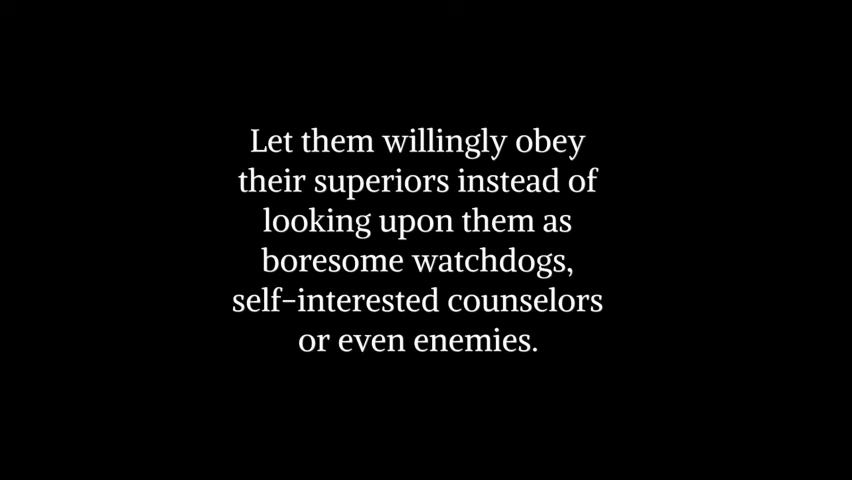 Let them willingly obey
their superiors instead of
looking upon them as
boresome watchdogs,
self-interested counselors
or even enemies.